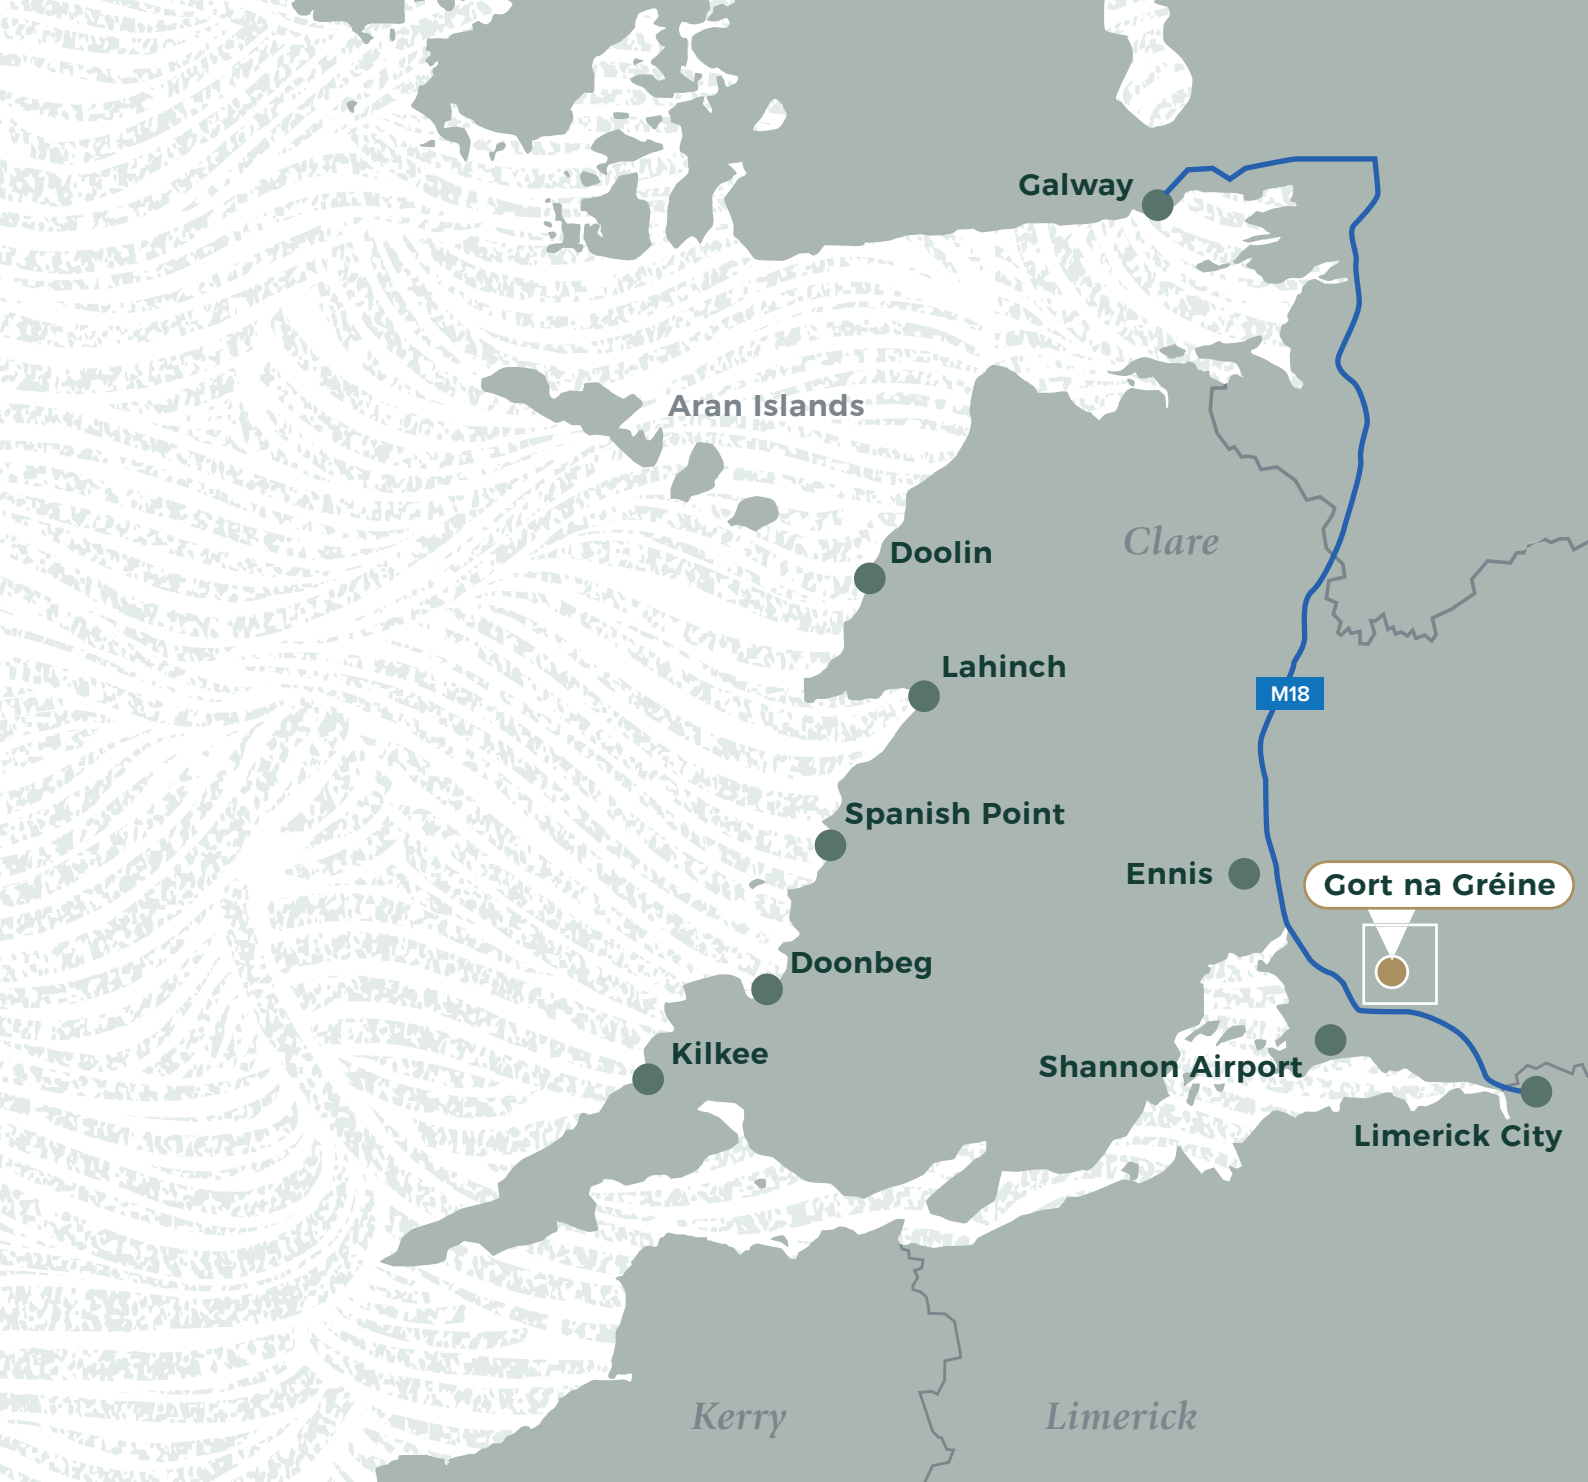 Galway
Aran Islands
Clare
Doolin
Lahinch
M18
Spanish Point
Ennis
Gort na Gréine
Doonbeg
Kilkee
Shannon Airport
Limerick City
Kerry
Limerick